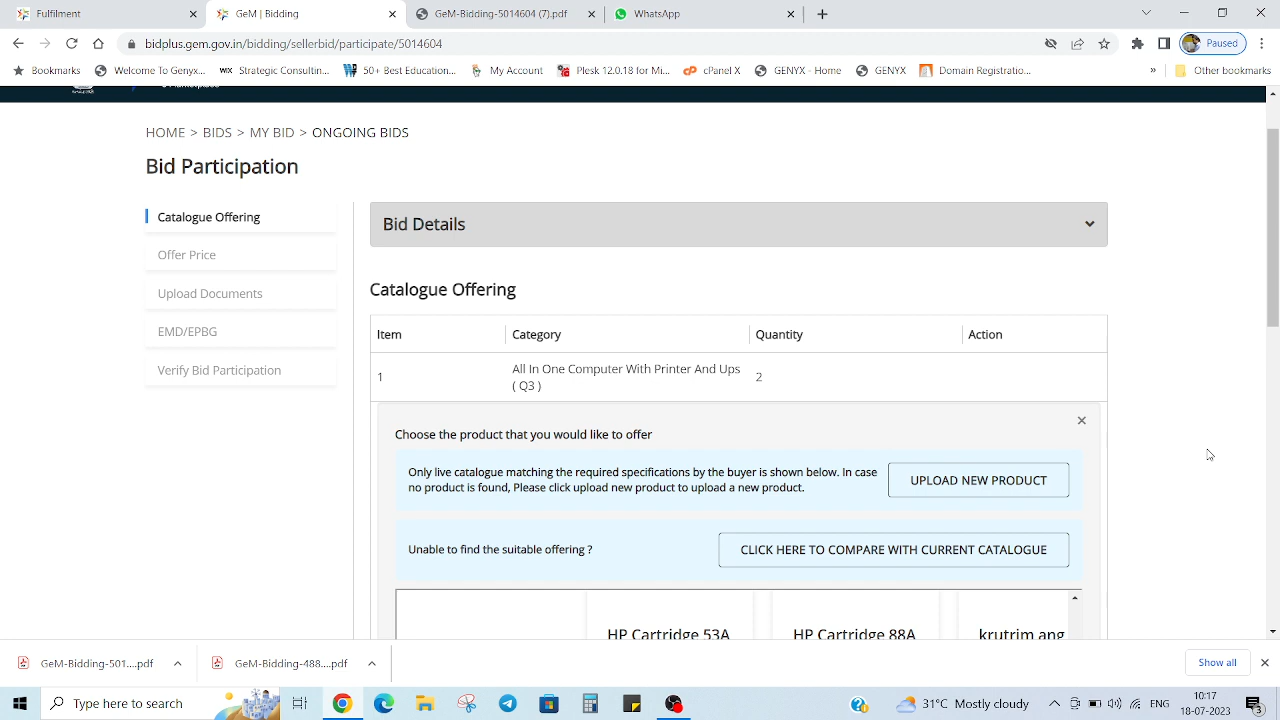 Fulfilment
GeM | Bidding
GeM-Bidding-5014604 (7).pdf
WhatsApp
bidplus.gem.gov.in/bidding/sellerbid/participate/5014604
Paused
Bookmarks
Welcome To Genyx...
Strategic Consultin...
50+ Best Education...
My Account
Plesk 12.0.18 for Mi...
cPanel X
GENYX - Home
GENYX
Domain Registratio...
»
Other bookmarks
HOME > BIDS > MY BID > ONGOING BIDS
Bid Participation
Catalogue Offering
Offer Price
Upload Documents
EMD/EPBG
Verify Bid Participation
Bid Details
Catalogue Offering
Item Category Quantity Action
1 All In One Computer With Printer And Ups 2
( Q3 )
Choose the product that you would like to offer
Only live catalogue matching the required specifications by the buyer is shown below. In case
no product is found, Please click upload new product to upload a new product.
UPLOAD NEW PRODUCT
Unable to find the suitable offering ?
CLICK HERE TO COMPARE WITH CURRENT CATALOGUE
HP Cartridge 53A HP Cartridge 88A krutrim ang
GeM-Bidding-501....pdf
GeM-Bidding-488....pdf
Show all
Type here to search
31°C Mostly cloudy
ENG
10:17
18-07-2023
3